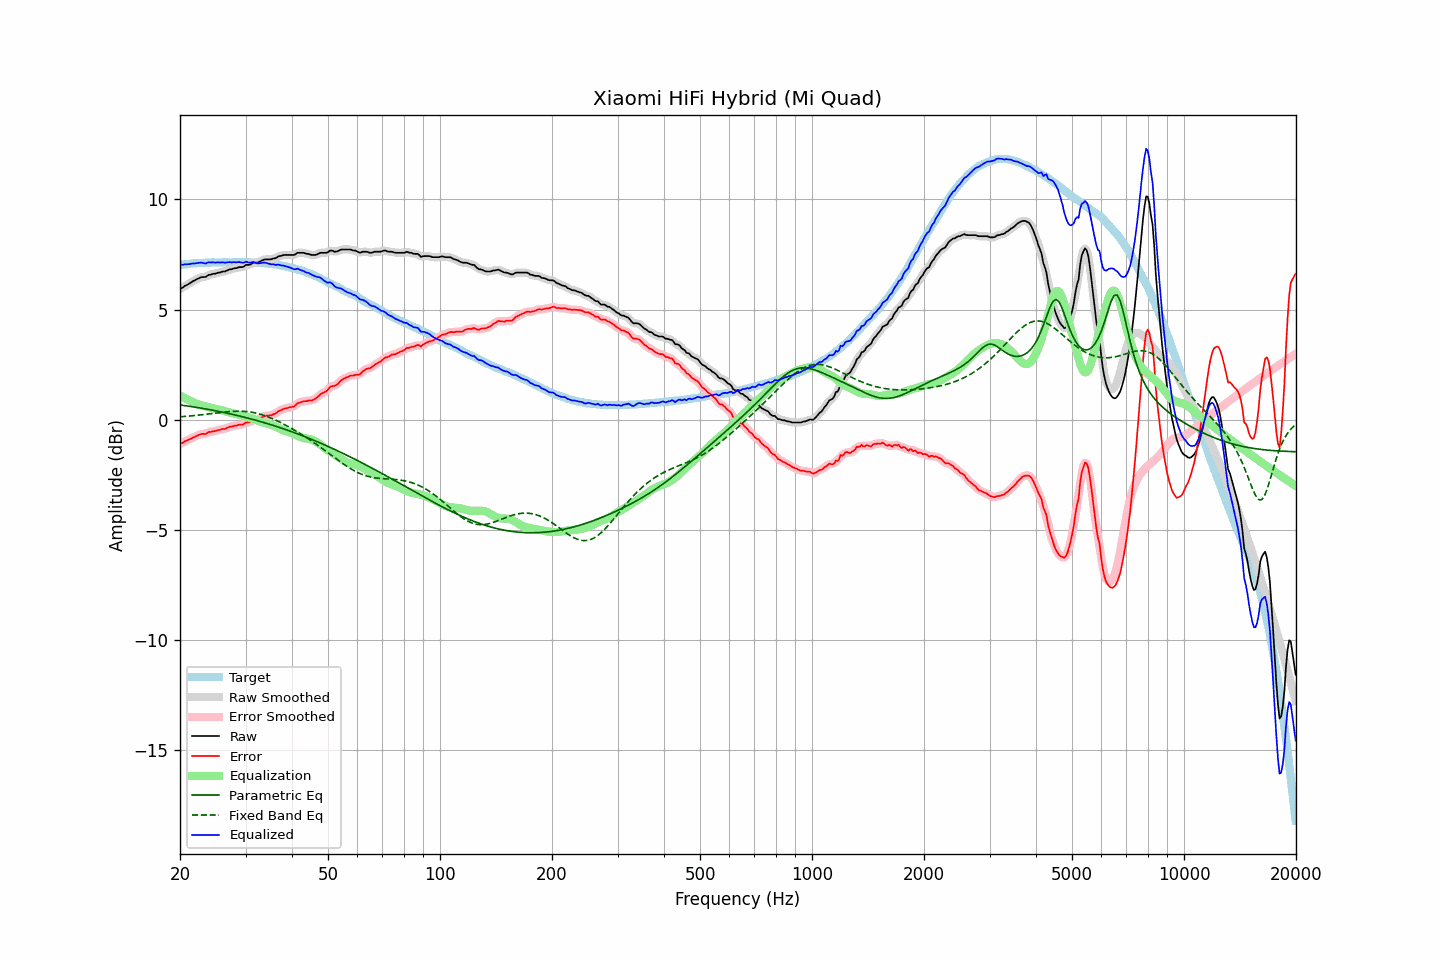 Xiaomi HiFi Hybrid (Mi Quad)
Amplitude (dBr)
10
5
0
−5
−10
−15
Target
Raw Smoothed
Error Smoothed
Raw
Error
Equalization
Parametric Eq
Fixed Band Eq
Equalized
20 50 100 200 500 1000 2000 5000 10000 20000
Frequency (Hz)